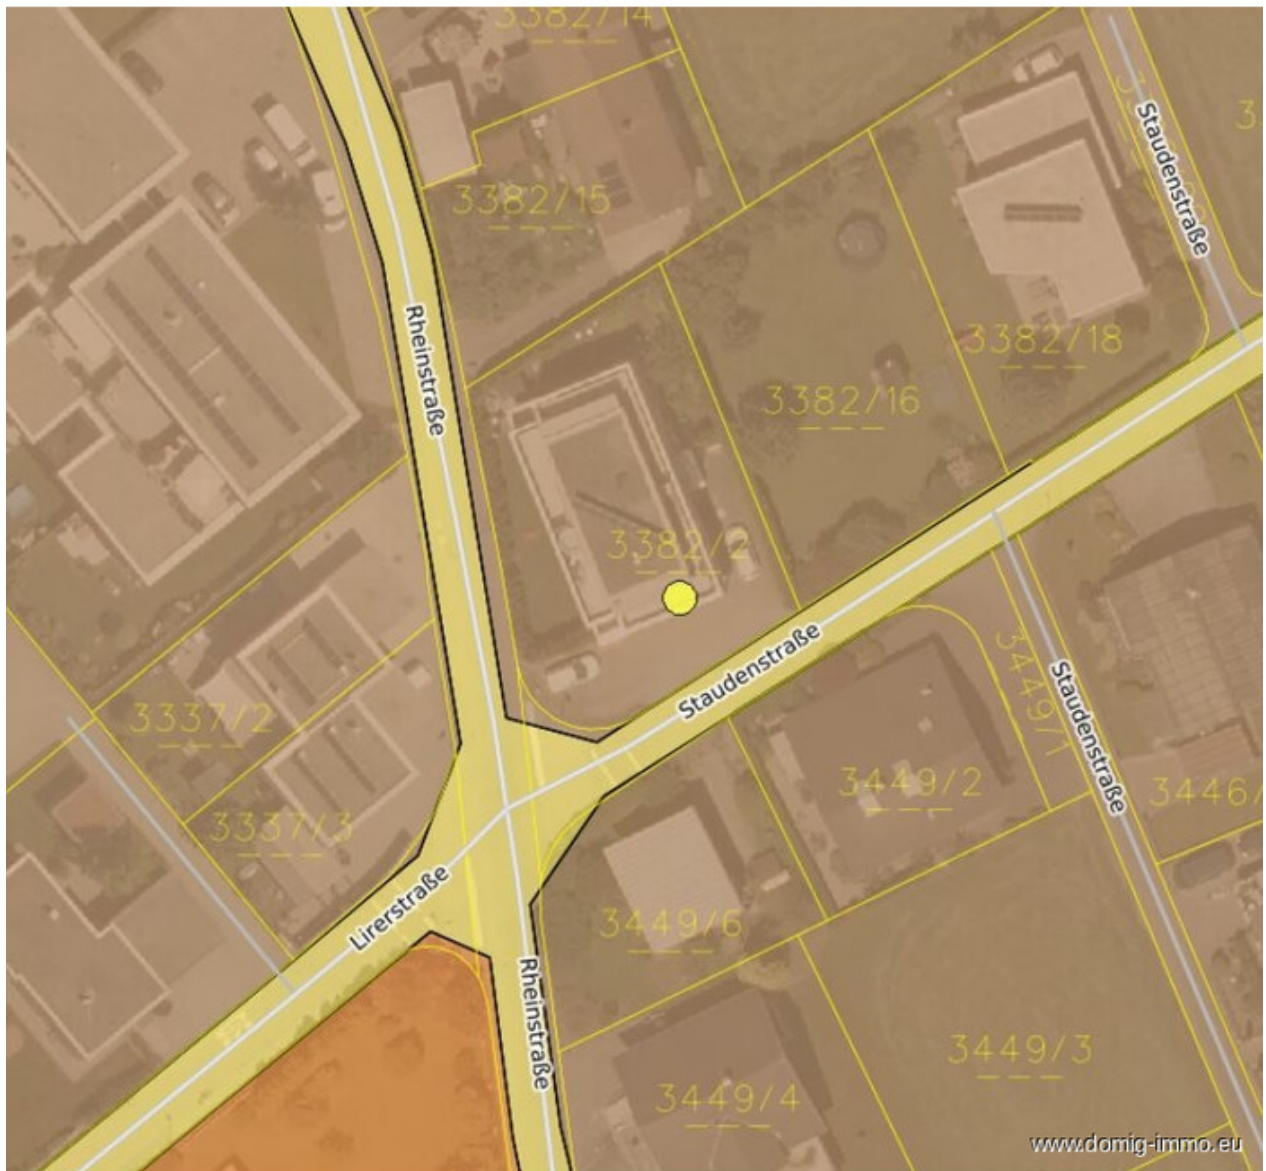 3382/14
Staudenstraße
3382/15
Rheinstraße
3382/18
3382/16
3382/2
Staudenstraße
3449/1
Staudenstraße
3337/2
3449/2
3446/
3337/3
Lirerstraße
3449/6
Rheinstraße
3449/3
3449/4
www.domig-immo.eu